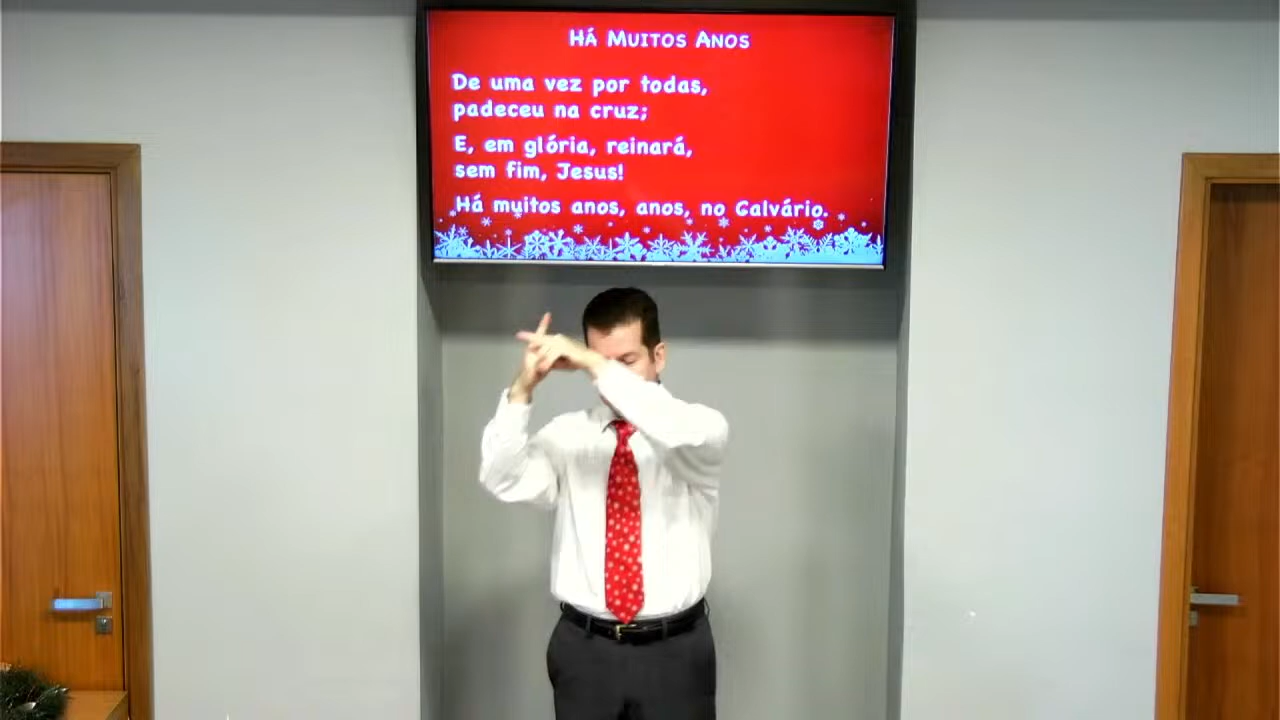 Há Muitos Anos
De uma vez por todas,
padeceu na cruz;
E, em glória, reinará,
sem fim, Jesus!
Há muitos anos, anos, no Calvário.